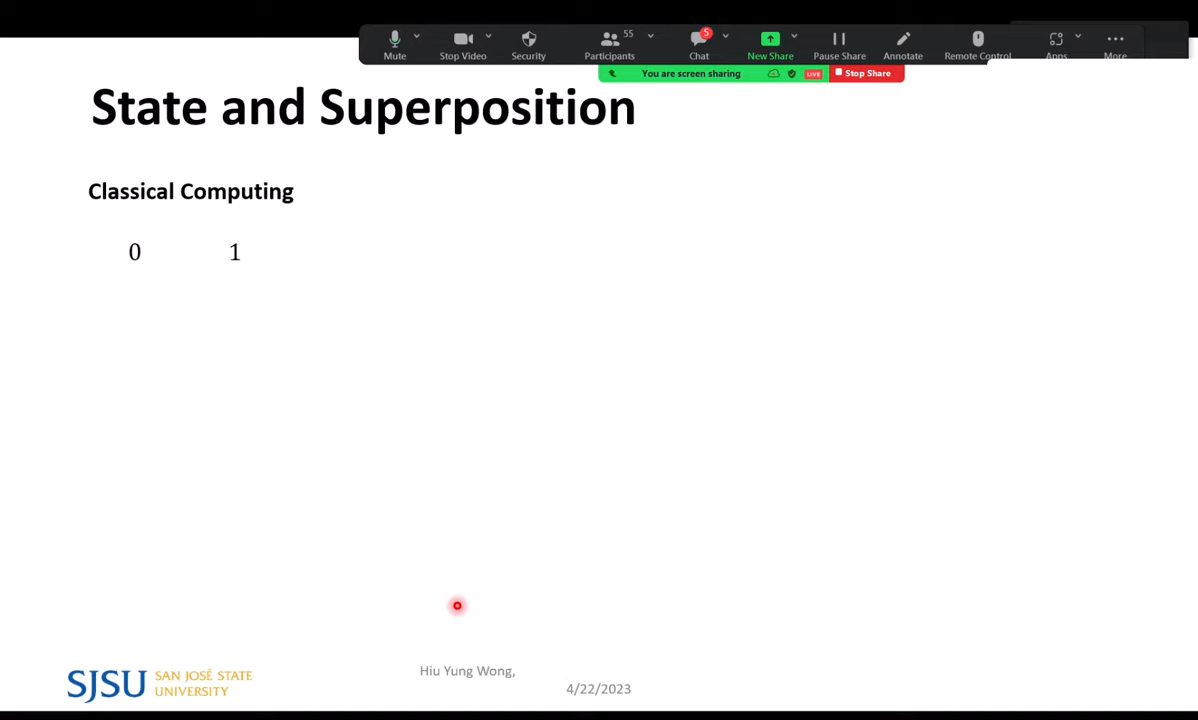 Mute Stop Video Security Participants 55 Chat 5 New Share Pause Share Annotate Remote Control Apps More
You are screen sharing LIVE Stop Share
State and Superposition
Classical Computing
0 1
SJSU SAN JOSÉ STATE
UNIVERSITY
Hiu Yung Wong,
4/22/2023